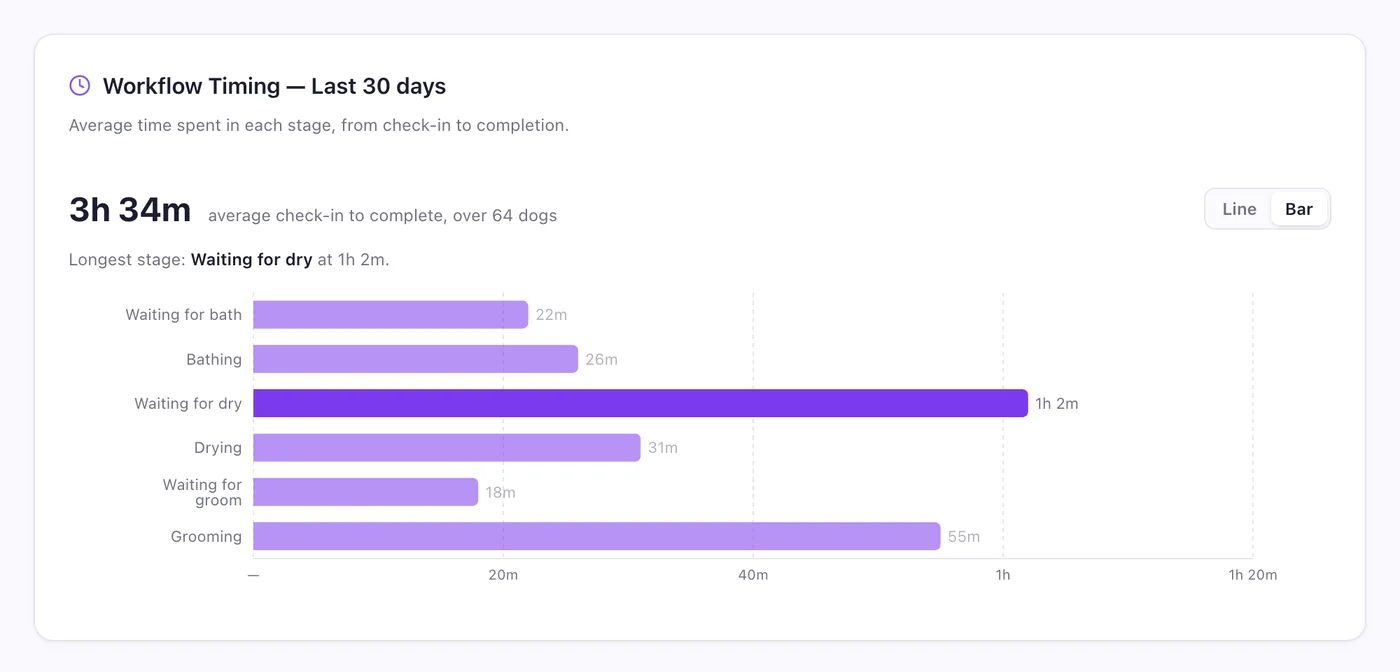 Workflow Timing — Last 30 days
Average time spent in each stage, from check-in to completion.
3h 34m average check-in to complete, over 64 dogs
Line Bar
Longest stage: Waiting for dry at 1h 2m.
Waiting for bath 22m
Bathing 26m
Waiting for dry 1h 2m
Drying 31m
Waiting for
groom 18m
Grooming 55m
— 20m 40m 1h 1h 20m